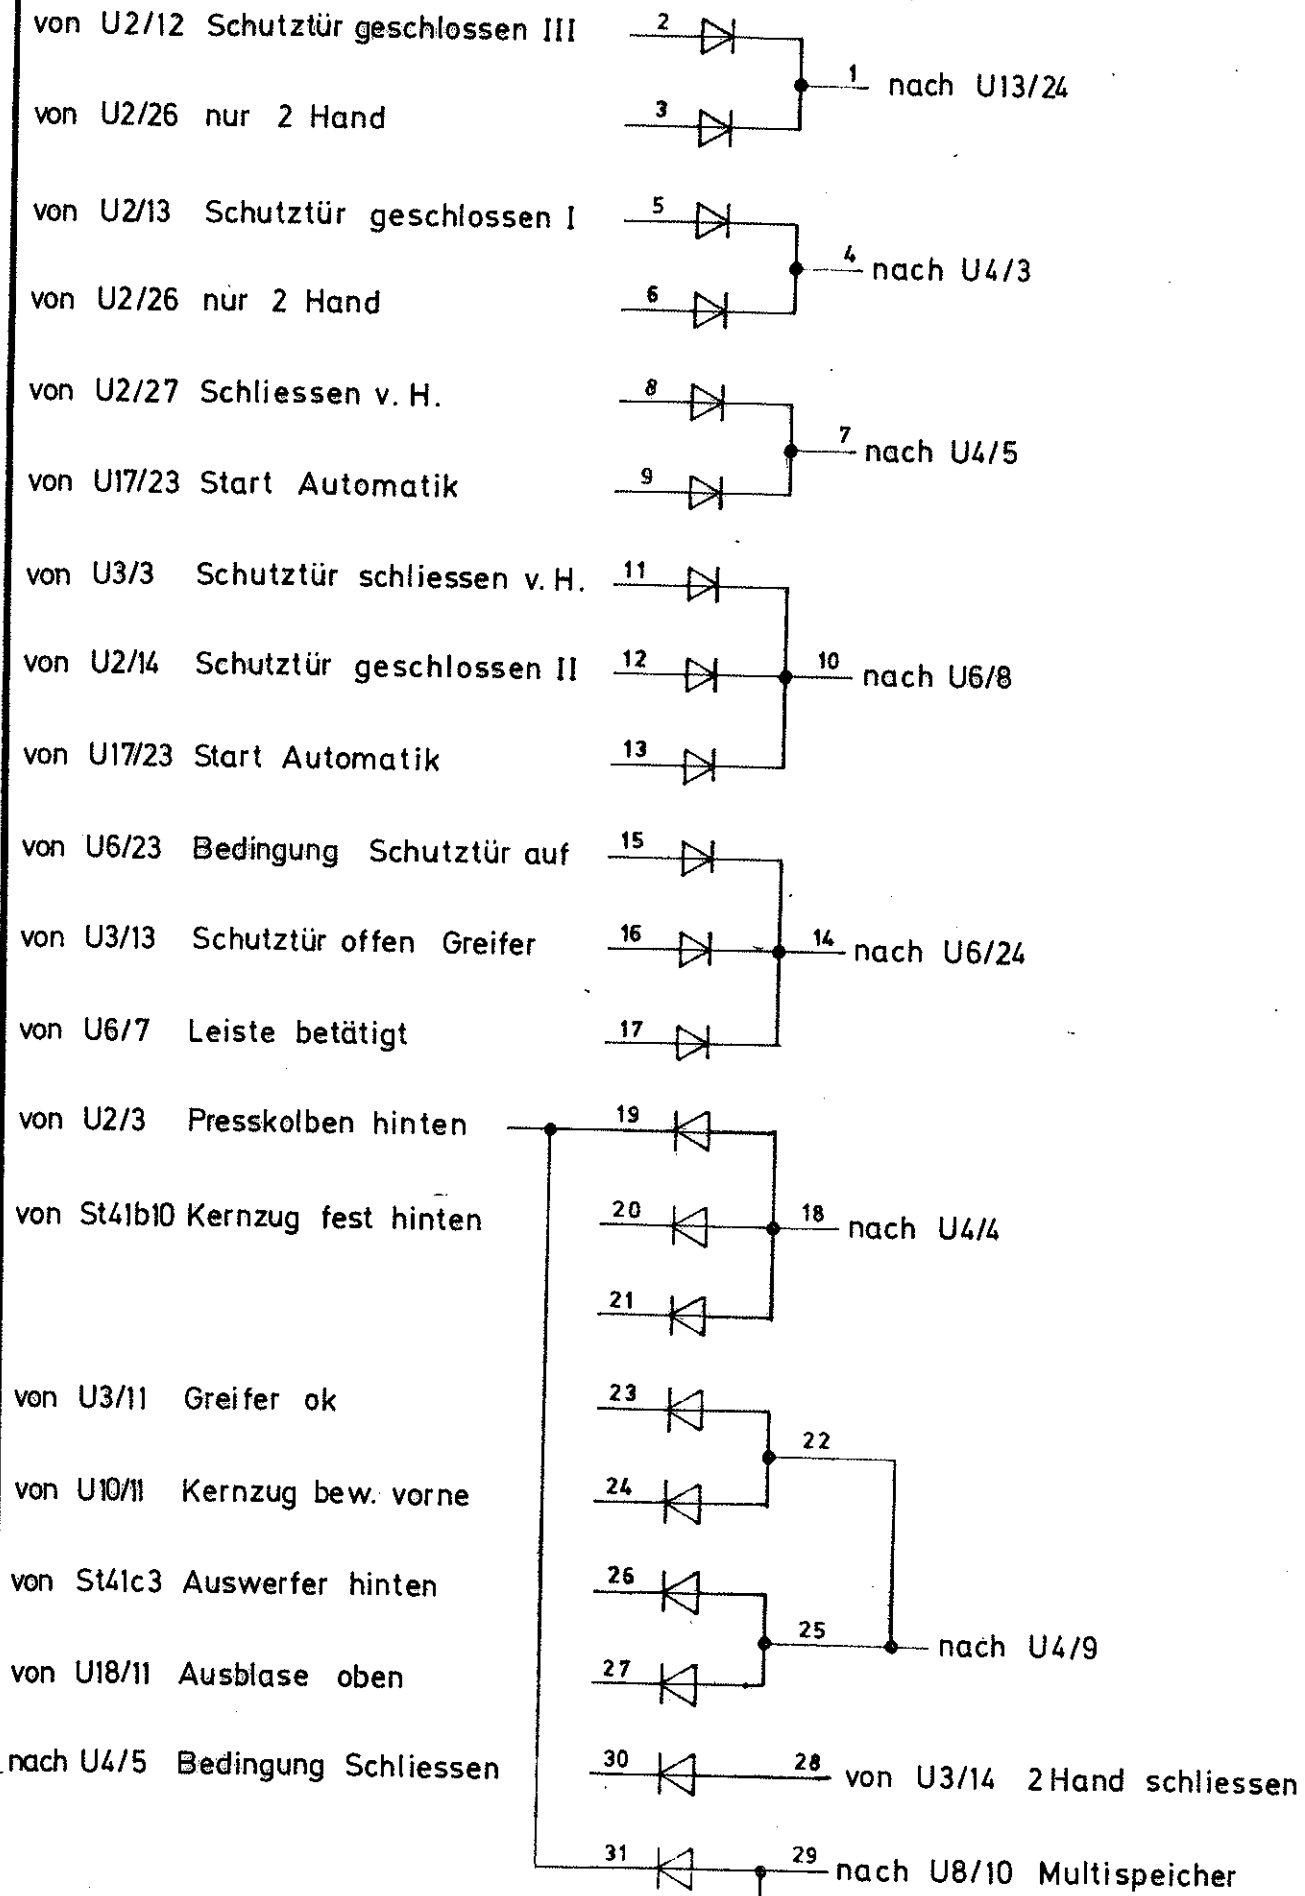 von U2/12 Schutztür geschlossen III 2
1 nach U13/24
von U2/26 nur 2 Hand 3
von U2/13 Schutztür geschlossen I 5
4 nach U4/3
von U2/26 nur 2 Hand 6
von U2/27 Schliessen v. H. 8
7 nach U4/5
von U17/23 Start Automatik 9
von U3/3 Schutztür schliessen v. H. 11
von U2/14 Schutztür geschlossen II 12 10 nach U6/8
von U17/23 Start Automatik 13
von U6/23 Bedingung Schutztür auf 15
von U3/13 Schutztür offen Greifer 16 14 nach U6/24
von U6/7 Leiste betätigt 17
von U2/3 Presskolben hinten 19
von St41b10 Kernzug fest hinten 20 18 nach U4/4
21
von U3/11 Greifer ok 23
22
von U10/11 Kernzug bew. vorne 24
von St41c3 Auswerfer hinten 26
25 nach U4/9
von U18/11 Ausblase oben 27
nach U4/5 Bedingung Schliessen 30 28 von U3/14 2 Hand schliessen
31 29 nach U8/10 Multispeicher